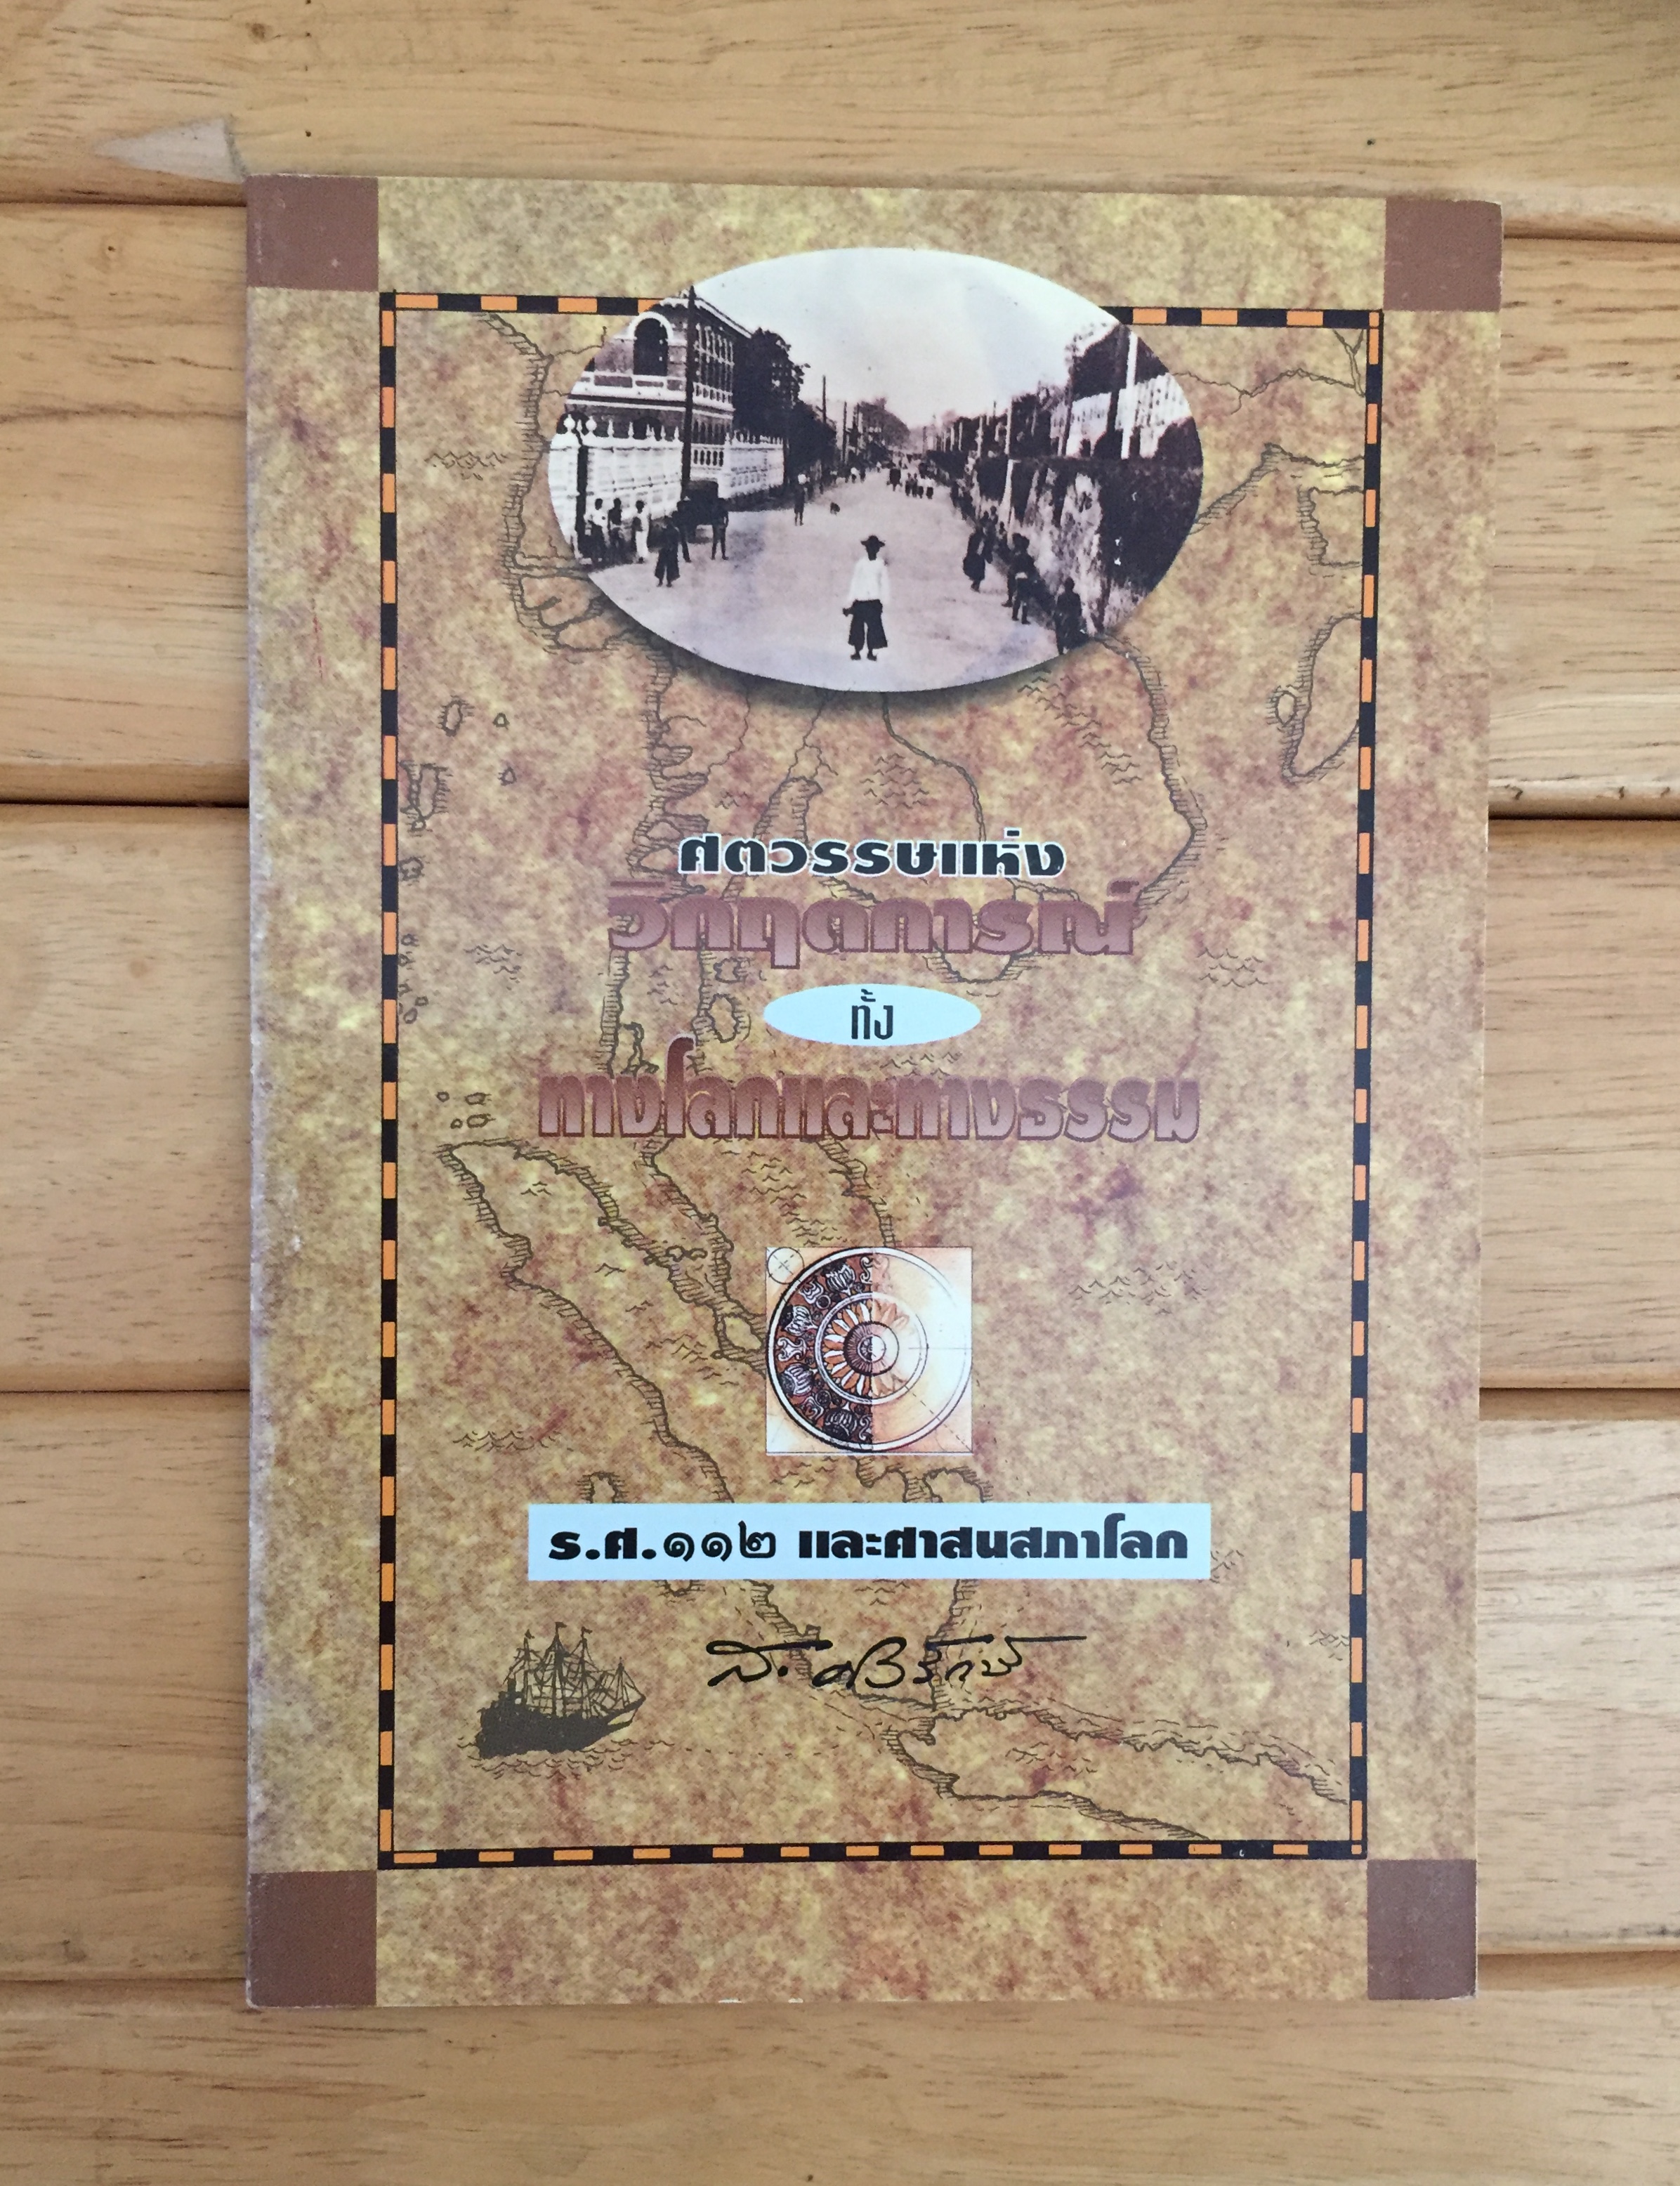 ศตวรรษแห่ง
วิกฤตการณ์
ทั้ง
ทางโลกและทางธรรม
ร.ศ.๑๑๒ และศาสนสภาโลก
ส. ศิวรักษ์